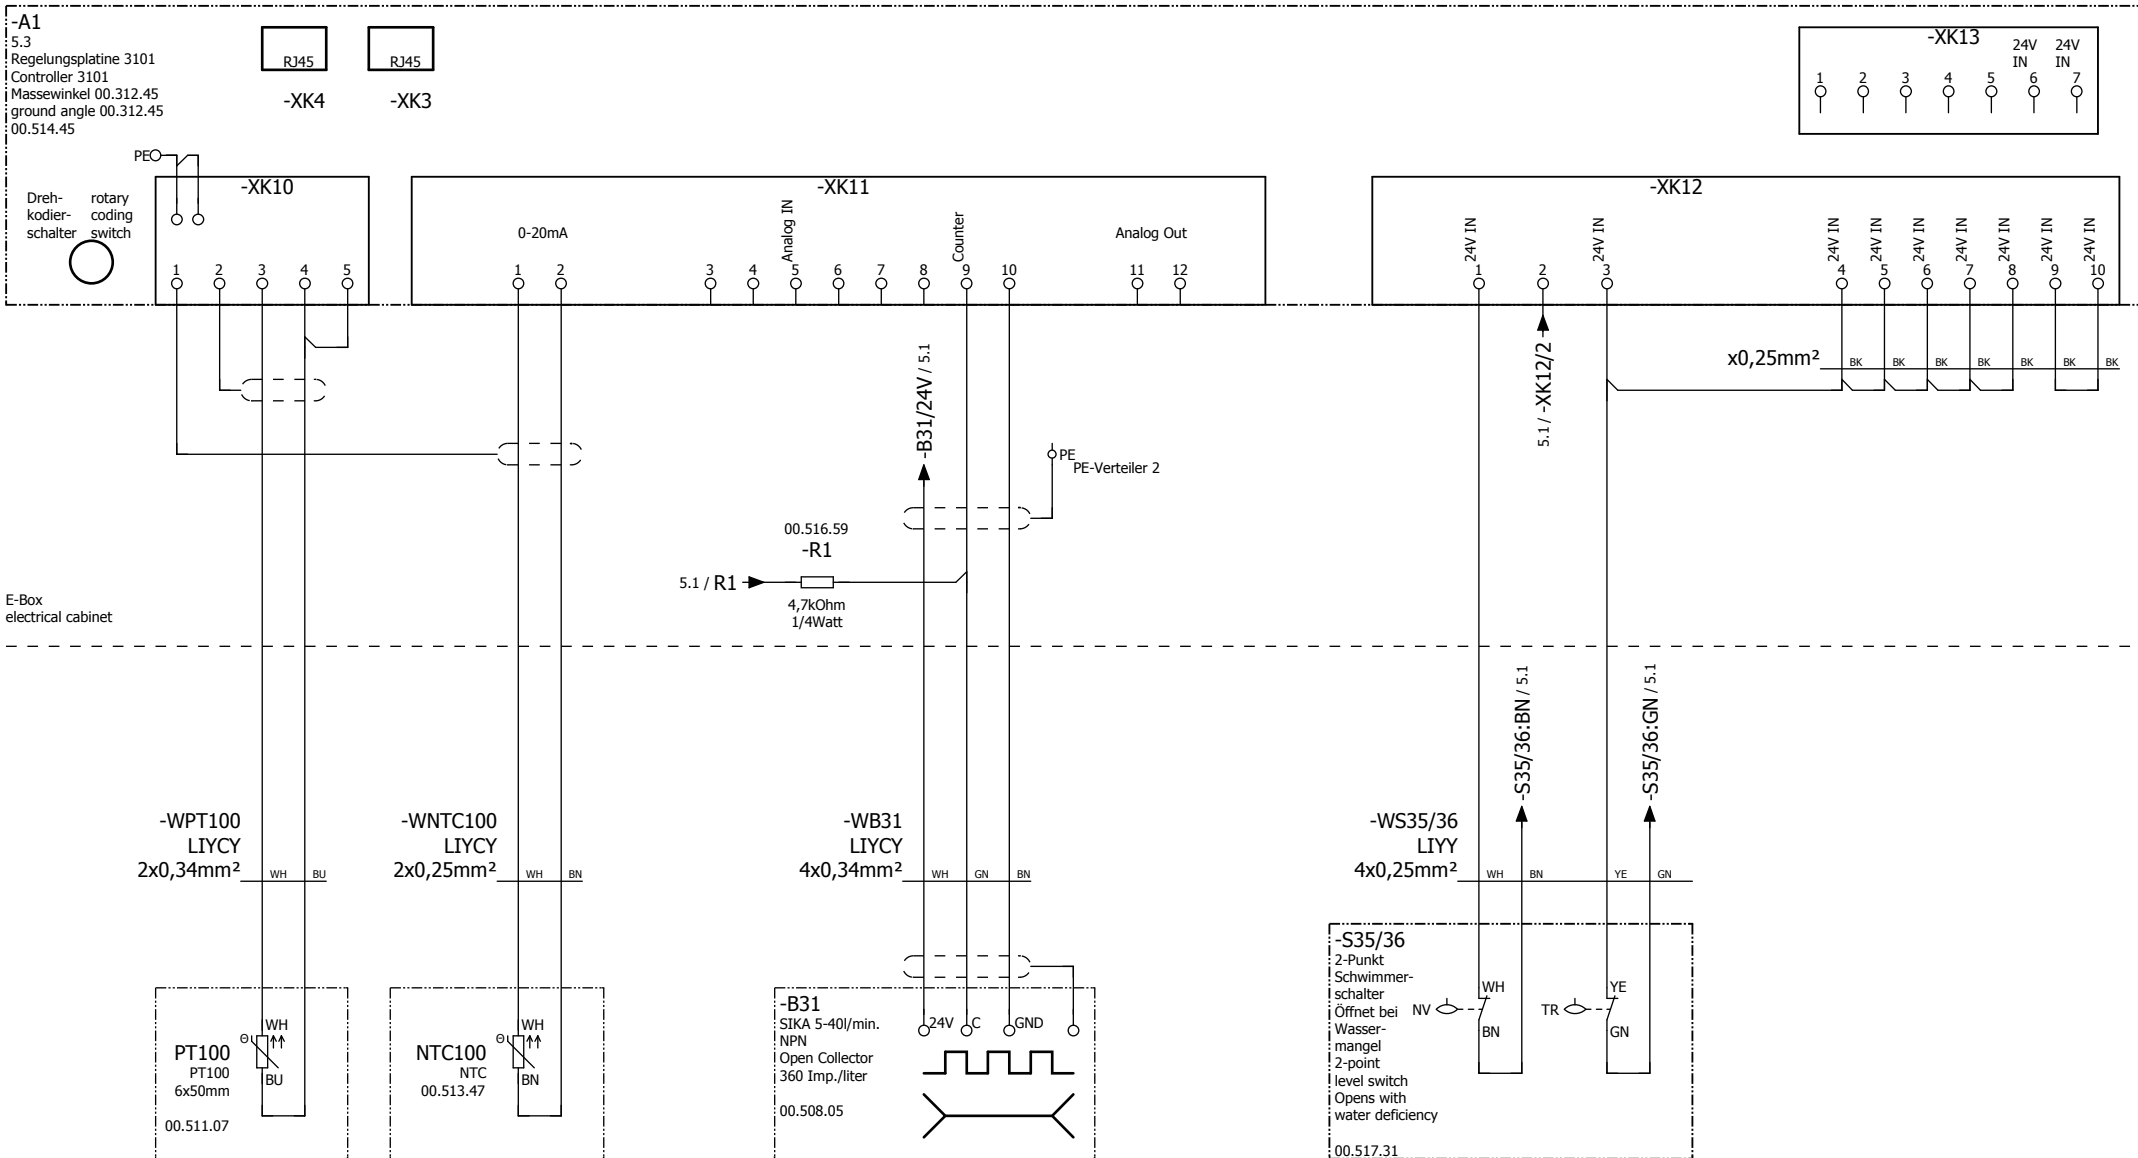 -A1
5.3
Regelungsplatine 3101
Controller 3101
Massewinkel 00.312.45
ground angle 00.312.45
00.514.45
RJ45
RJ45
-XK4
-XK3
-XK13
24V IN
24V IN
1 2 3 4 5 6 7
PE
Dreh-
kodier-
schalter
rotary
coding
switch
-XK10
1 2 3 4 5
-XK11
0-20mA
Analog IN
Counter
Analog Out
1 2 3 4 5 6 7 8 9 10 11 12
-XK12
24V IN
24V IN
24V IN
24V IN
24V IN
24V IN
24V IN
24V IN
1 2 3 4 5 6 7 8 9 10
x0,25mm²
BK BK BK BK BK BK BK
-B31/24V / 5.1
5.1 / -XK12/2
PE
PE-Verteiler 2
00.516.59
-R1
5.1 / R1
4,7kOhm
1/4Watt
E-Box
electrical cabinet
-S35/36:BN / 5.1
-S35/36:GN / 5.1
-WPT100
LIYCY
2x0,34mm²
WH BU
-WNTC100
LIYCY
2x0,25mm²
WH BN
-WB31
LIYCY
4x0,34mm²
WH GN BN
-WS35/36
LIYY
4x0,25mm²
WH BN YE GN
PT100
PT100
6x50mm
00.511.07
Θ
WH
BU
NTC100
NTC
00.513.47
Θ
WH
BN
-B31
SIKA 5-40l/min.
NPN
Open Collector
360 Imp./liter
00.508.05
24V C GND
-S35/36
2-Punkt
Schwimmer-
schalter
Öffnet bei
Wasser-
mangel
2-point
level switch
Opens with
water deficiency
00.517.31
NV
WH
BN
TR
YE
GN